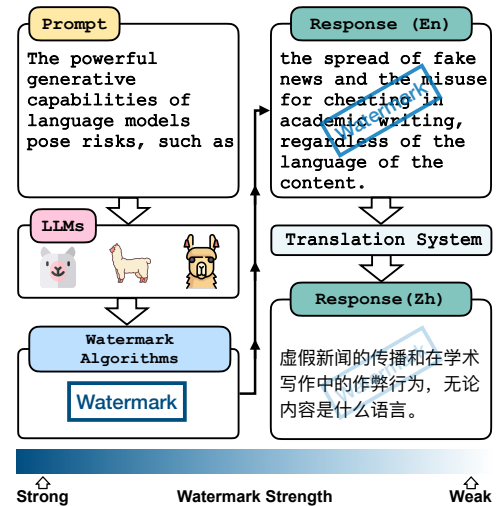 Prompt
The powerful
generative
capabilities of
language models
pose risks, such as
LLMs
Watermark
Algorithms
Watermark
Response (En)
the spread of fake
news and the misuse
for cheating in
academic writing,
regardless of the
language of the
content.
Watermark
Translation System
Response(Zh)
虚假新闻的传播和在学术
写作中的作弊行为，无论
内容是什么语言。
Watermark
Strong
Watermark Strength
Weak